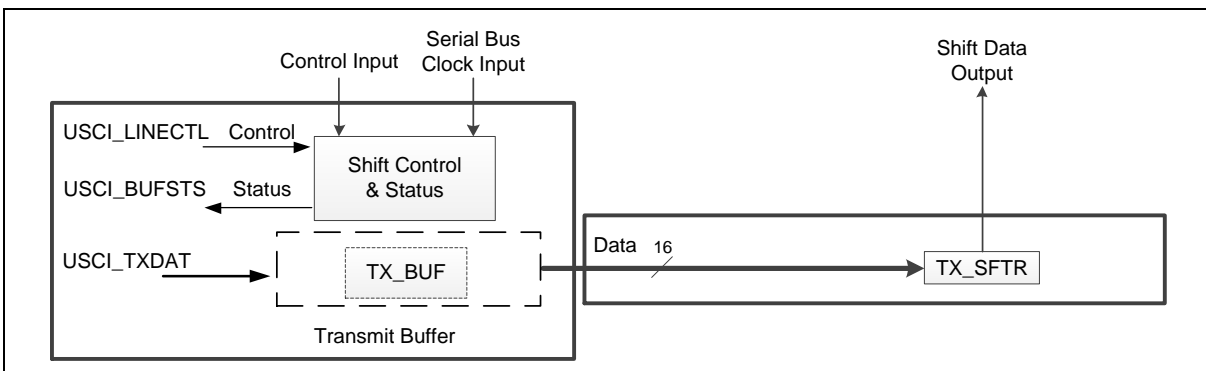 Control Input
Serial Bus
Clock Input
Shift Data
Output
USCI_LINECTL Control
Shift Control
& Status
USCI_BUFSTS Status
USCI_TXDAT
TX_BUF
Transmit Buffer
Data 16
TX_SFTR